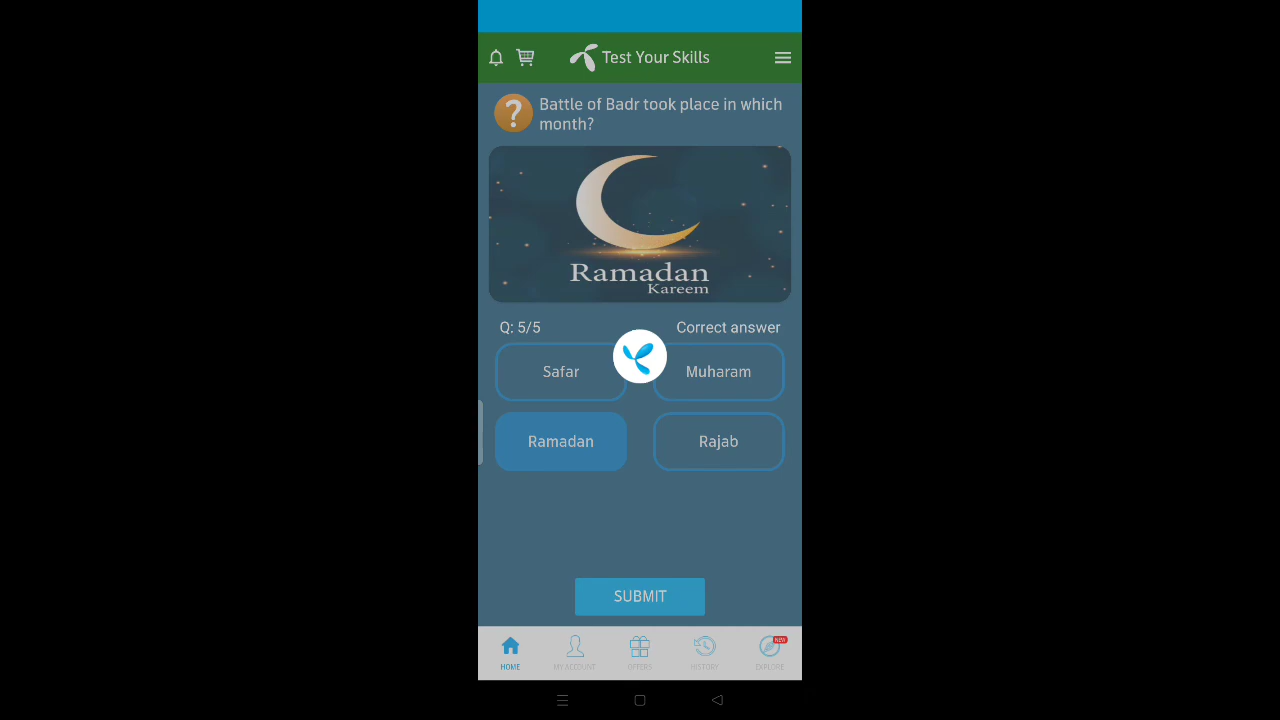 Test Your Skills
? Battle of Badr took place in which
month?
Ramadan
Kareem
Q: 5/5 Correct answer
Safar Muharam
Ramadan Rajab
SUBMIT
NEW
HOME MY ACCOUNT OFFERS HISTORY EXPLORE